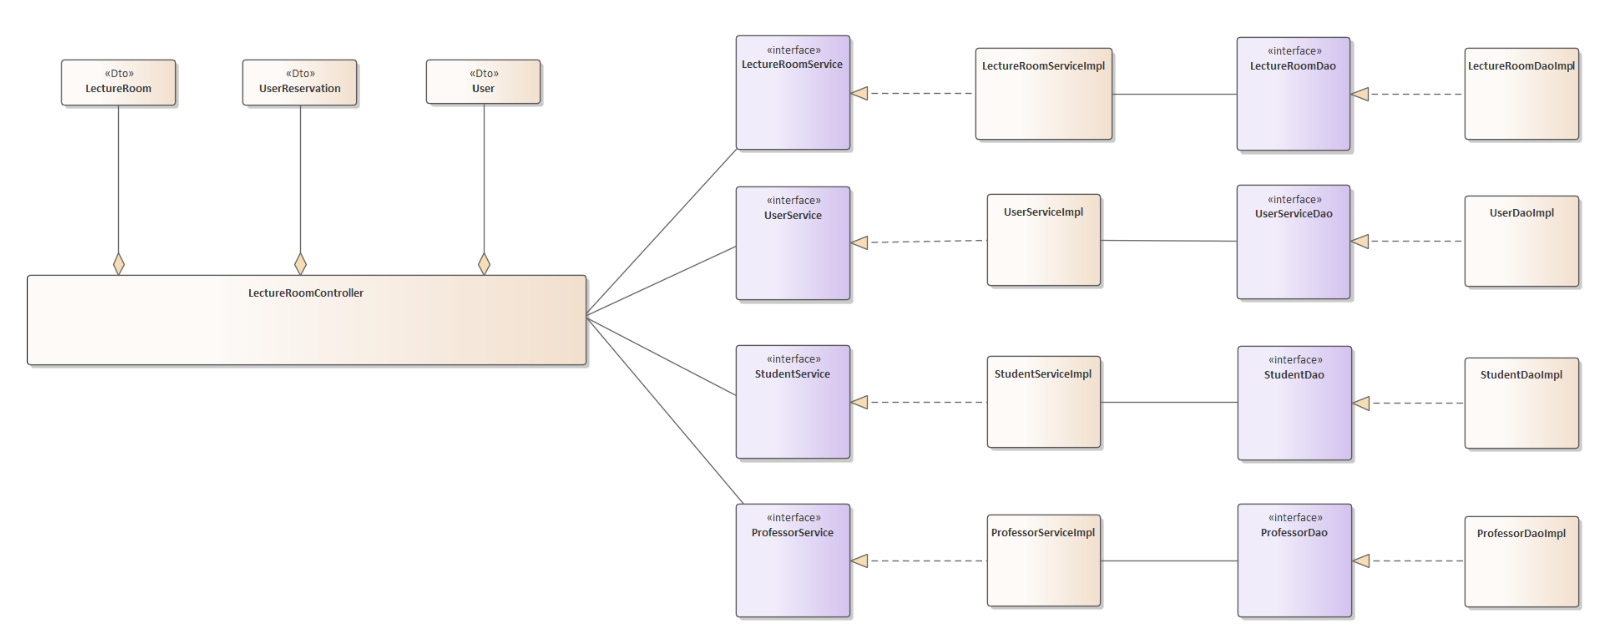 «Dto»
LectureRoom
«Dto»
UserReservation
«Dto»
User
LectureRoomController
«interface»
LectureRoomService
LectureRoomServiceImpl
«interface»
LectureRoomDao
LectureRoomDaoImpl
«interface»
UserService
UserServiceImpl
«interface»
UserServiceDao
UserDaoImpl
«interface»
StudentService
StudentServiceImpl
«interface»
StudentDao
StudentDaoImpl
«interface»
ProfessorService
ProfessorServiceImpl
«interface»
ProfessorDao
ProfessorDaoImpl